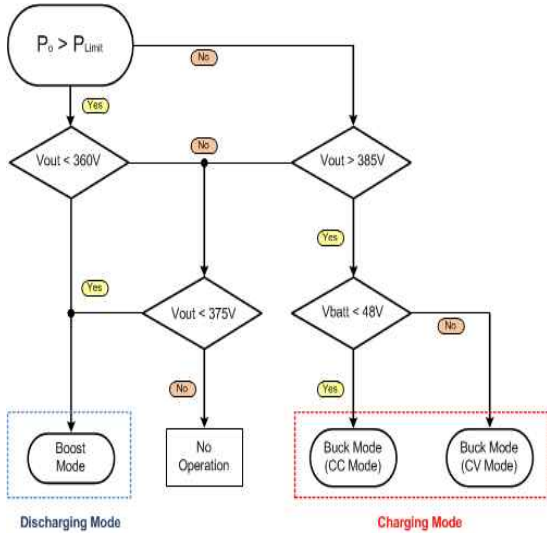 Po > PLimit
No
Yes
Vout < 360V
No
Vout > 385V
Yes
Yes
Vout < 375V
Vbatt < 48V
No
No
Yes
Boost
Mode
No
Operation
Buck Mode
(CC Mode)
Buck Mode
(CV Mode)
Discharging Mode
Charging Mode